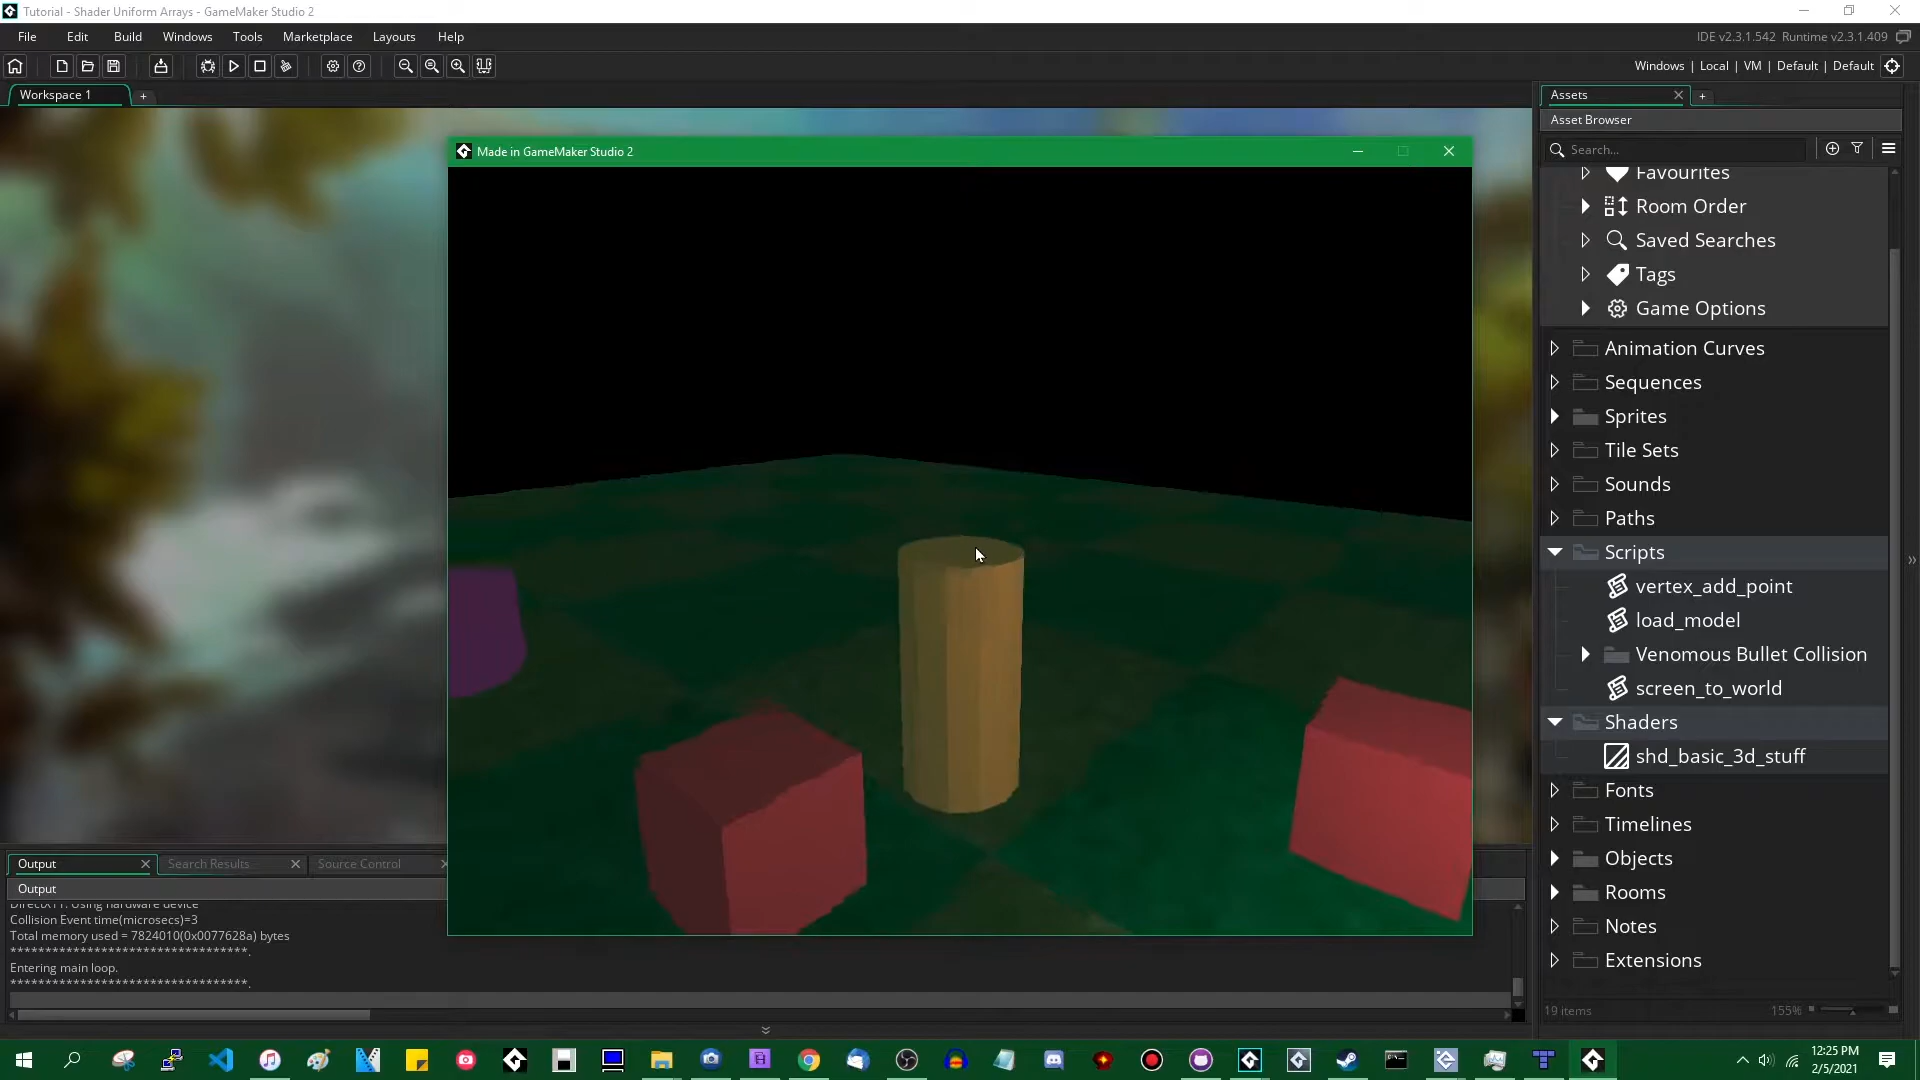 Tutorial - Shader Uniform Arrays - GameMaker Studio 2
File Edit Build Windows Tools Marketplace Layouts Help
IDE v2.3.1.542 Runtime v2.3.1.409
Windows | Local | VM | Default | Default
Workspace 1
Assets
Asset Browser
Search...
Made in GameMaker Studio 2
Favourites
Room Order
Saved Searches
Tags
Game Options
Animation Curves
Sequences
Sprites
Tile Sets
Sounds
Paths
Scripts
vertex_add_point
load_model
Venomous Bullet Collision
screen_to_world
Shaders
shd_basic_3d_stuff
Fonts
Timelines
Objects
Rooms
Notes
Extensions
19 items 155%
Output Search Results Source Control
Output
DirectX11: Using hardware device
Collision Event time(microsecs)=3
Total memory used = 7824010(0x0077628a) bytes
*********************************.
Entering main loop.
*********************************.
12:25 PM
2/5/2021